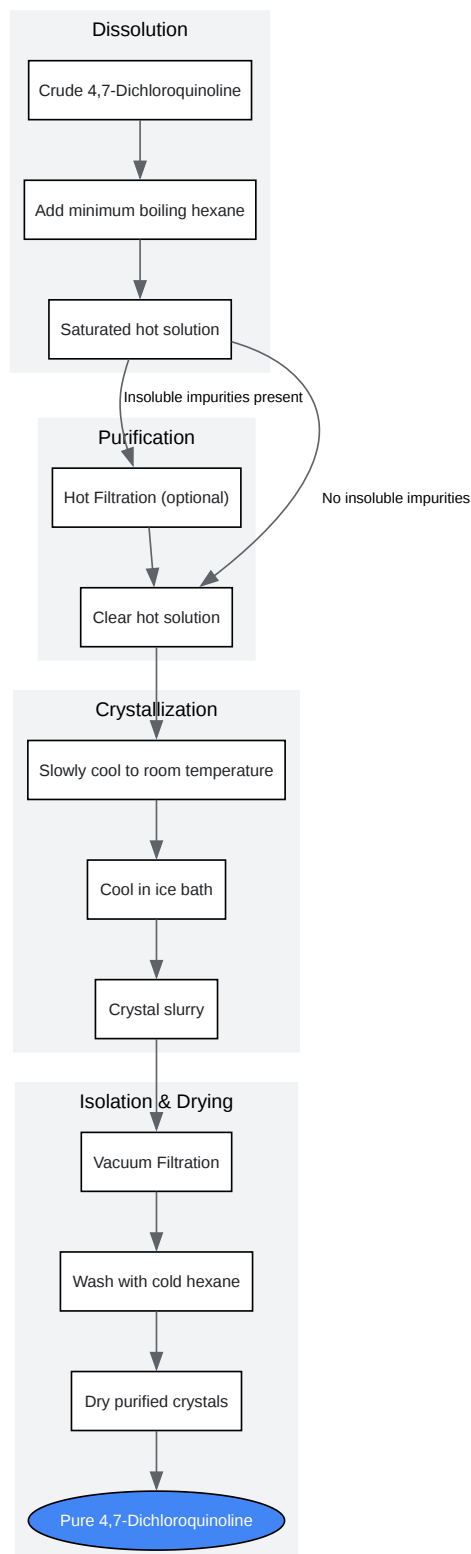 Dissolution
Crude 4,7-Dichloroquinoline
Add minimum boiling hexane
Saturated hot solution
Insoluble impurities present
Purification
Hot Filtration (optional)
No insoluble impurities
Clear hot solution
Crystallization
Slowly cool to room temperature
Cool in ice bath
Crystal slurry
Isolation & Drying
Vacuum Filtration
Wash with cold hexane
Dry purified crystals
Pure 4,7-Dichloroquinoline